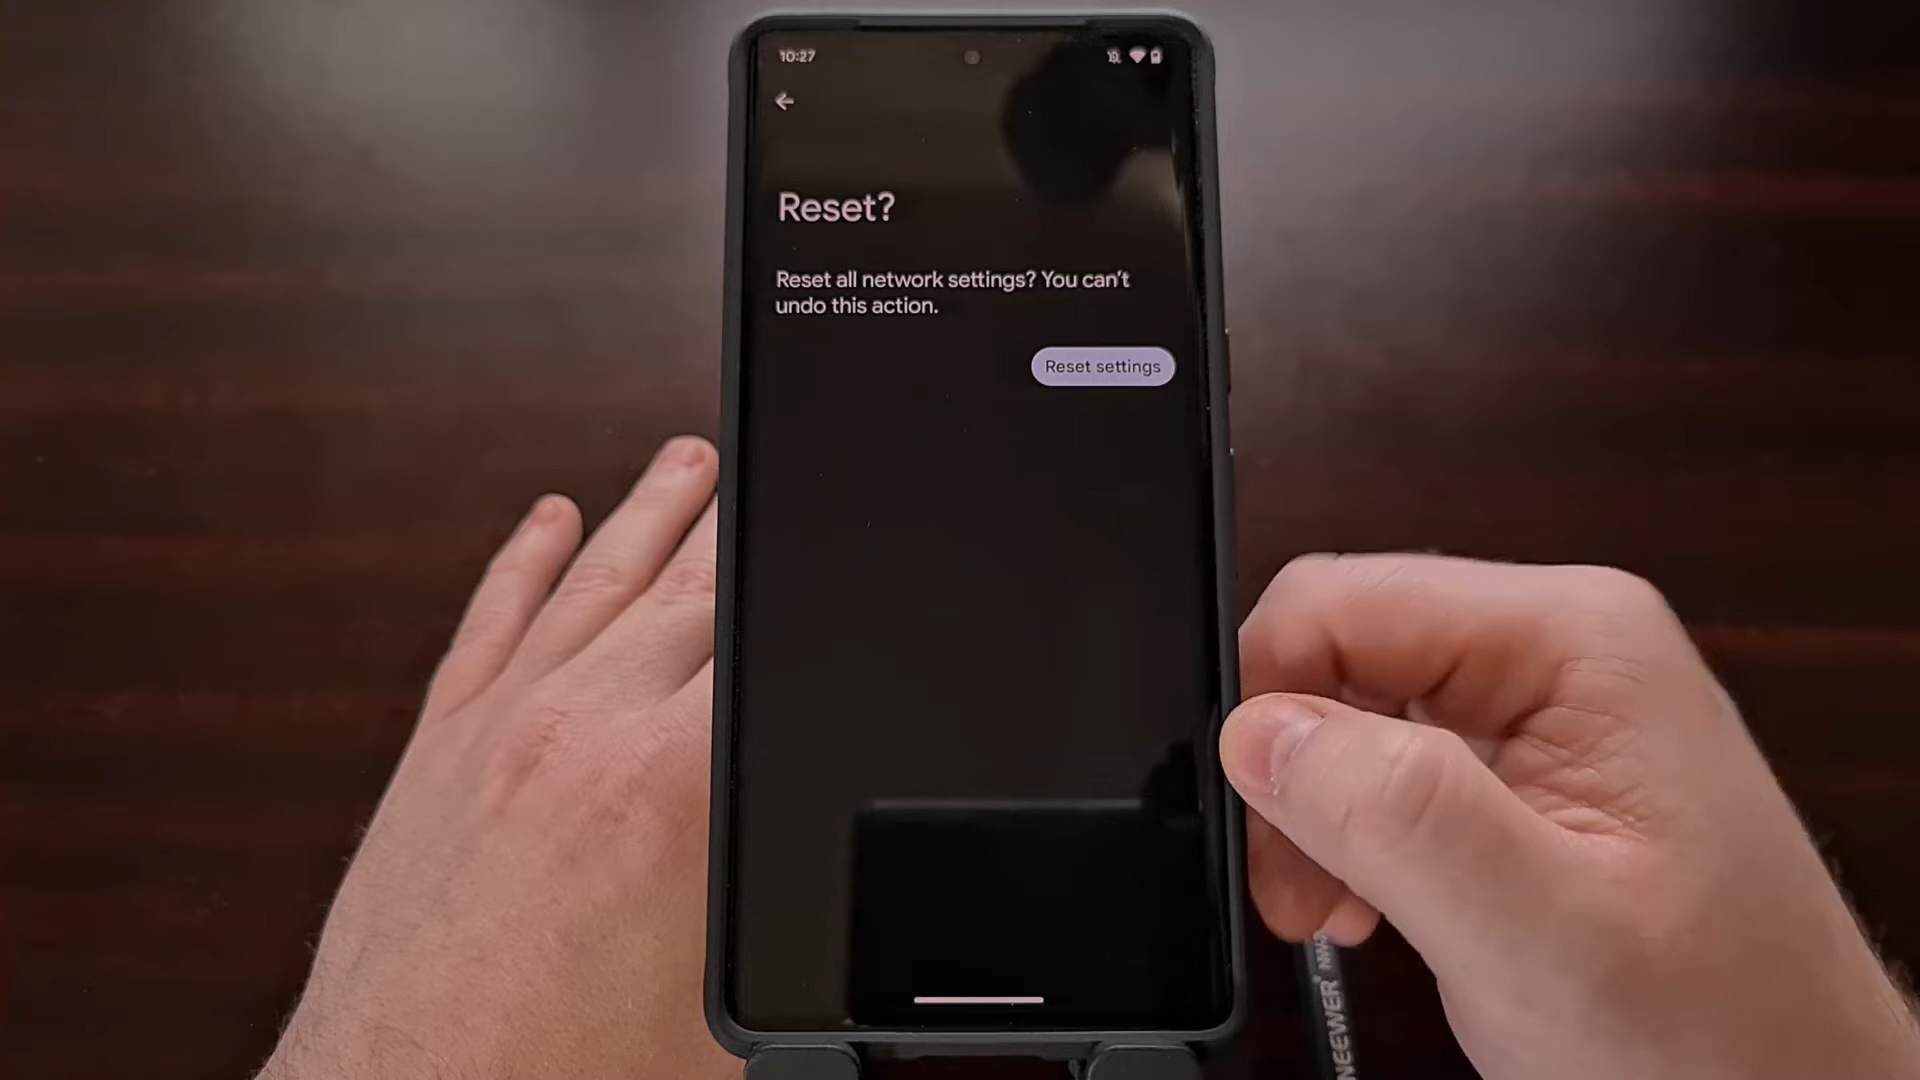 10:27
Reset?
Reset all network settings? You can't
undo this action.
Reset settings
NEEWER